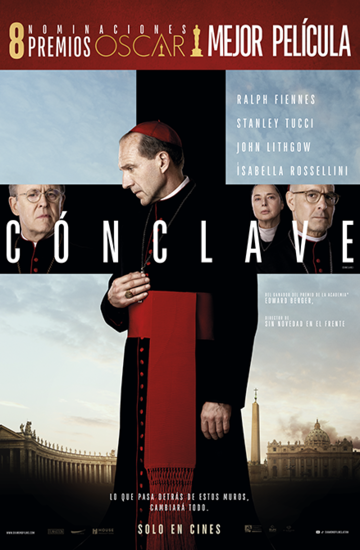 8 NOMINACIONES
PREMIOS OSCAR
MEJOR PELÍCULA
RALPH FIENNES
STANLEY TUCCI
JOHN LITHGOW
ISABELLA ROSSELLINI
CÓNCLAVE
DEL GANADOR DEL PREMIO DE LA ACADEMIA®
EDWARD BERGER,
DIRECTOR DE
SIN NOVEDAD EN EL FRENTE
LO QUE PASA DETRÁS DE ESTOS MUROS,
CAMBIARÁ TODO.
SOLO EN CINES